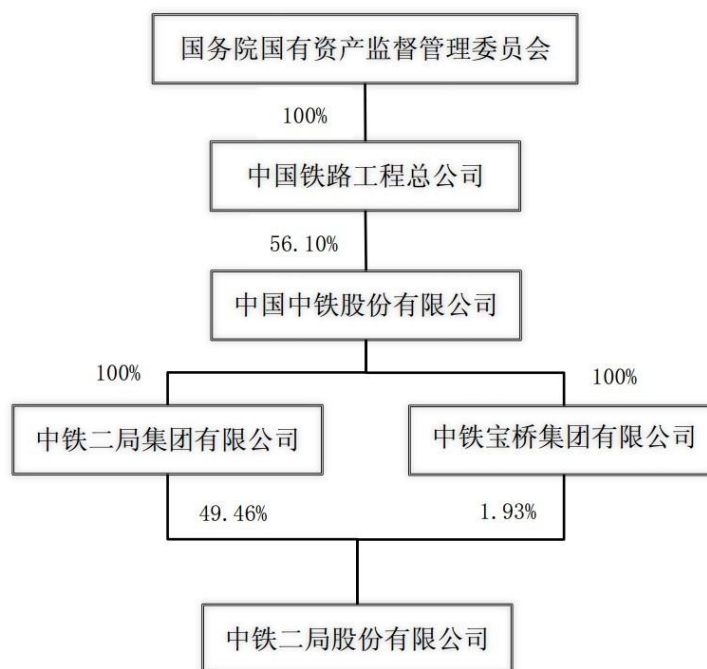 国务院国有资产监督管理委员会
100%
中国铁路工程总公司
56.10%
中国中铁股份有限公司
100%
100%
中铁二局集团有限公司
中铁宝桥集团有限公司
49.46%
1.93%
中铁二局股份有限公司